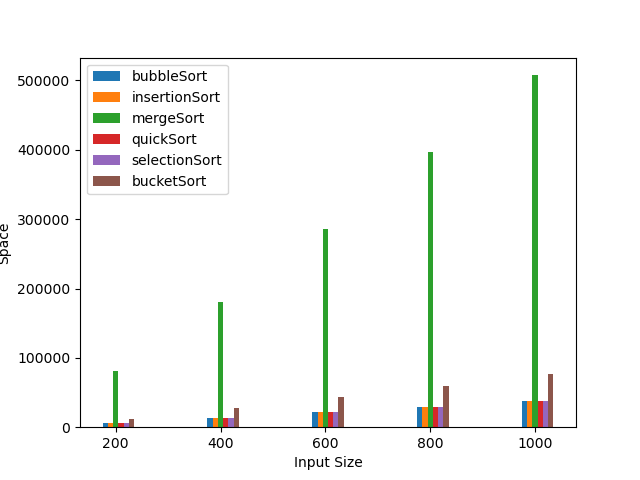 bubbleSort
insertionSort
mergeSort
quickSort
selectionSort
bucketSort
500000
400000
300000
200000
100000
0
Space
200 400 600 800 1000
Input Size